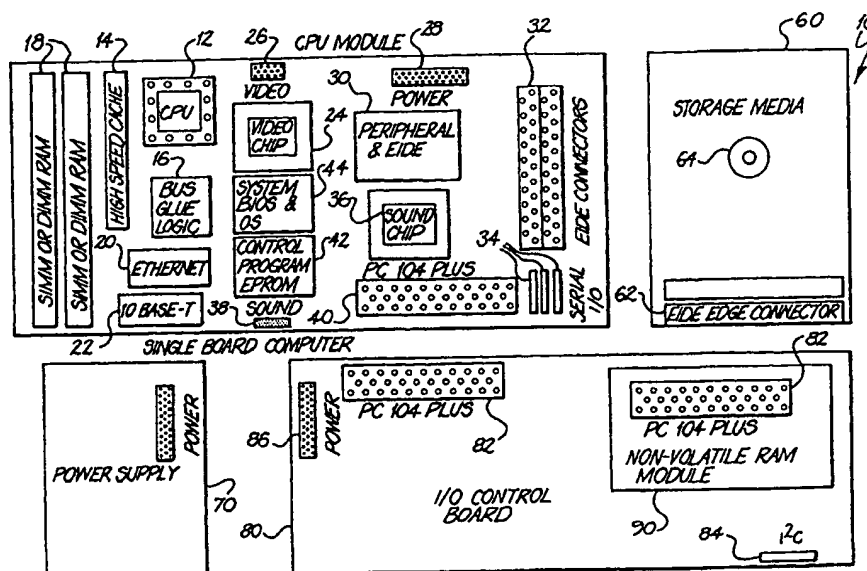 18
14
12
26
CPU MODULE
28
32
60
10
SIMM OR DIMM RAM
SIMM OR DIMM RAM
HIGH SPEED CACHE
CPU
VIDEO
VIDEO CHIP
24
POWER
30
PERIPHERAL & EIDE
EIDE CONNECTORS
STORAGE MEDIA
64
16
BUS GLUE LOGIC
SYSTEM BIOS & OS
44
36
SOUND CHIP
34
20
ETHERNET
CONTROL PROGRAM EPROM
42
PC 104 PLUS
40
SERIAL I/O
22
10 BASE-T
38
SOUND
62
EIDE EDGE CONNECTOR
SINGLE BOARD COMPUTER
POWER
POWER SUPPLY
70
86
POWER
PC 104 PLUS
82
I/O CONTROL BOARD
80
82
PC 104 PLUS
NON-VOLATILE RAM MODULE
90
84
I²C